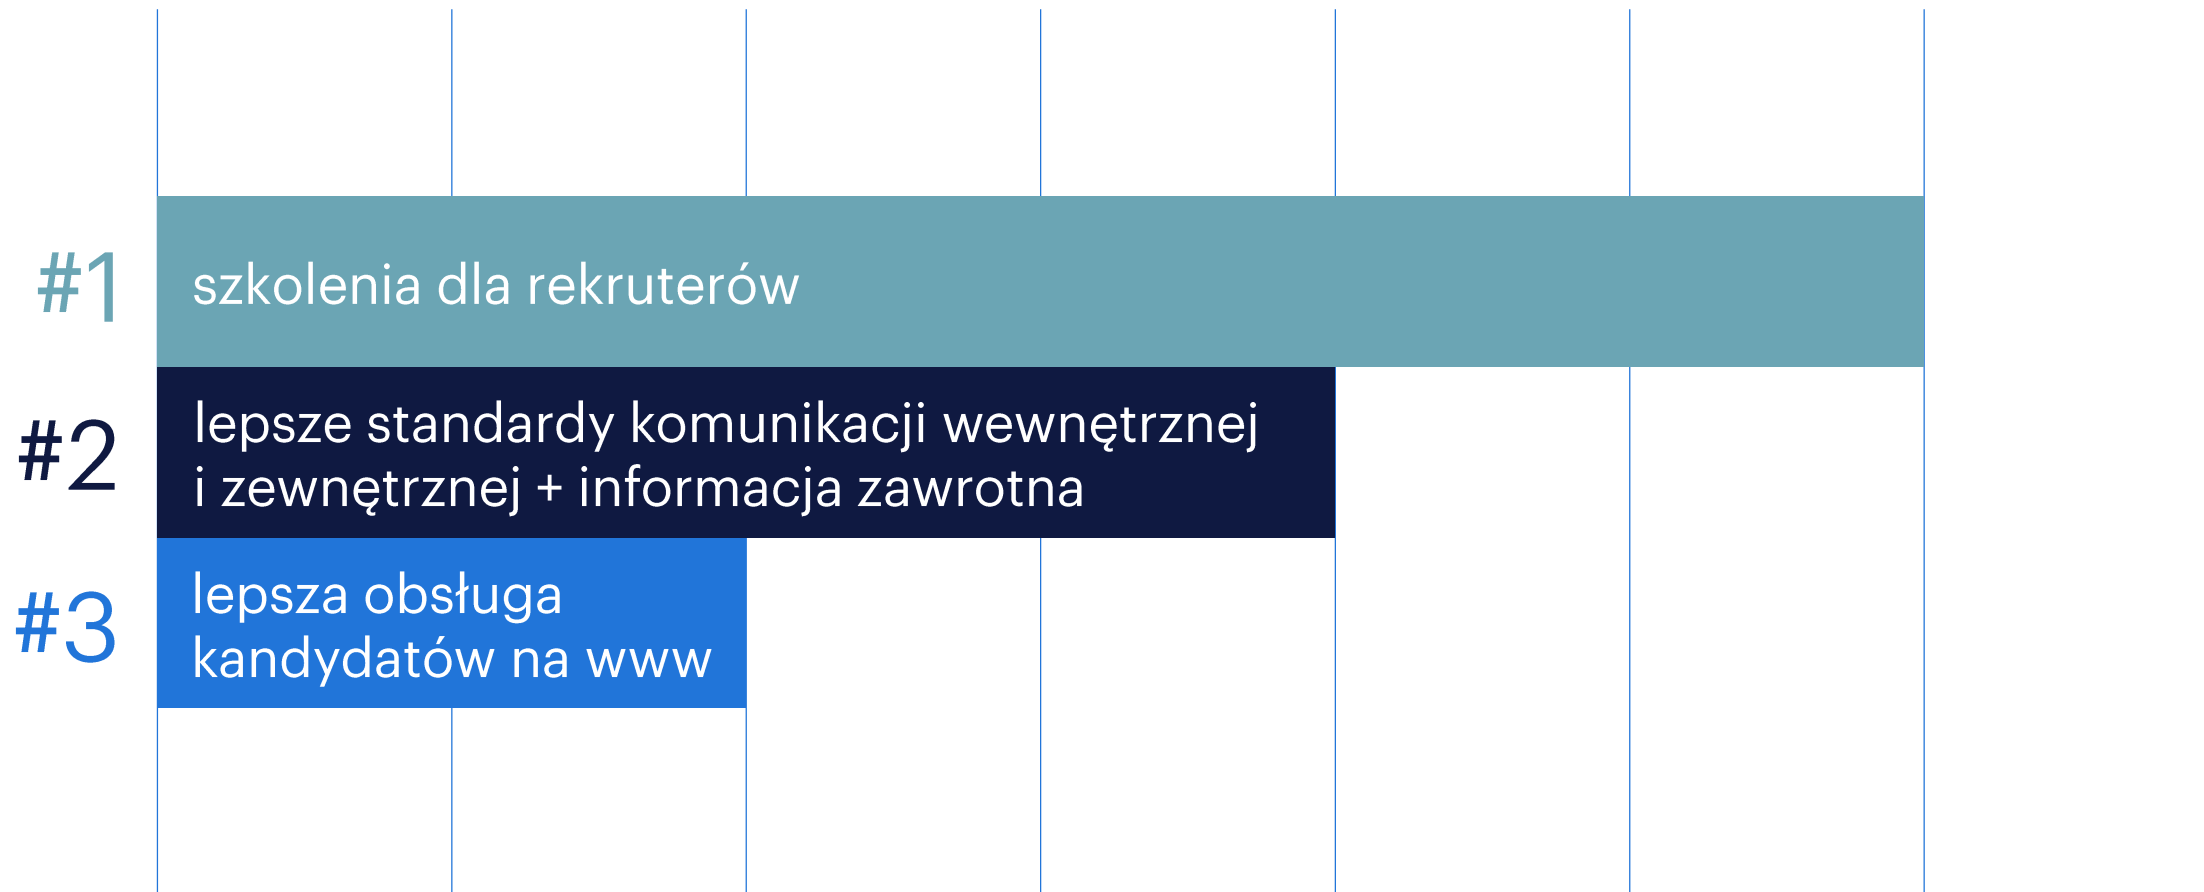 #1
szkolenia dla rekruterów
#2
lepsze standardy komunikacji wewnętrznej
i zewnętrznej + informacja zawrotna
#3
lepsza obsługa
kandydatów na www